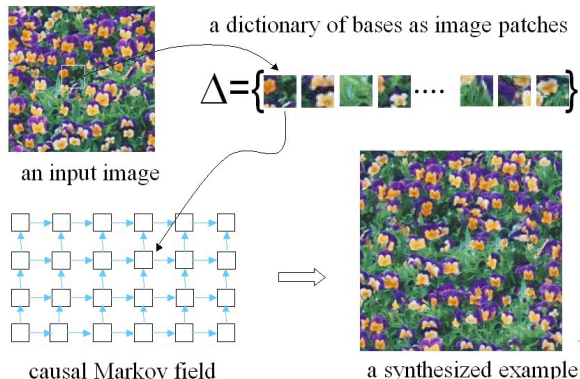 a dictionary of bases as image patches
Δ={ .... }
an input image
causal Markov field
a synthesized example